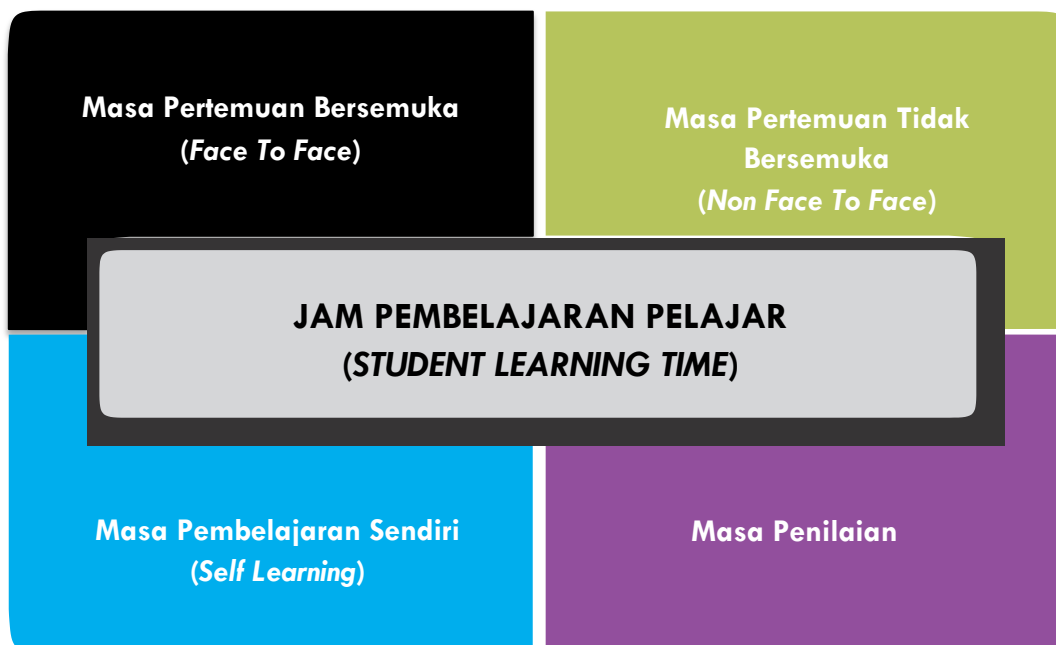 Masa Pertemuan Bersemuka
(Face To Face)
Masa Pertemuan Tidak
Bersemuka
(Non Face To Face)
JAM PEMBELAJARAN PELAJAR
(STUDENT LEARNING TIME)
Masa Pembelajaran Sendiri
(Self Learning)
Masa Penilaian